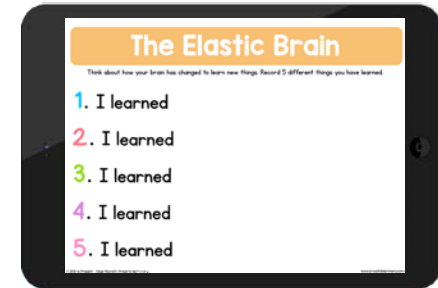 The Elastic Brain
Think about how your brain has changed to learn new things. Record 5 different things you have learned.
1. I learned
2. I learned
3. I learned
4. I learned
5. I learned